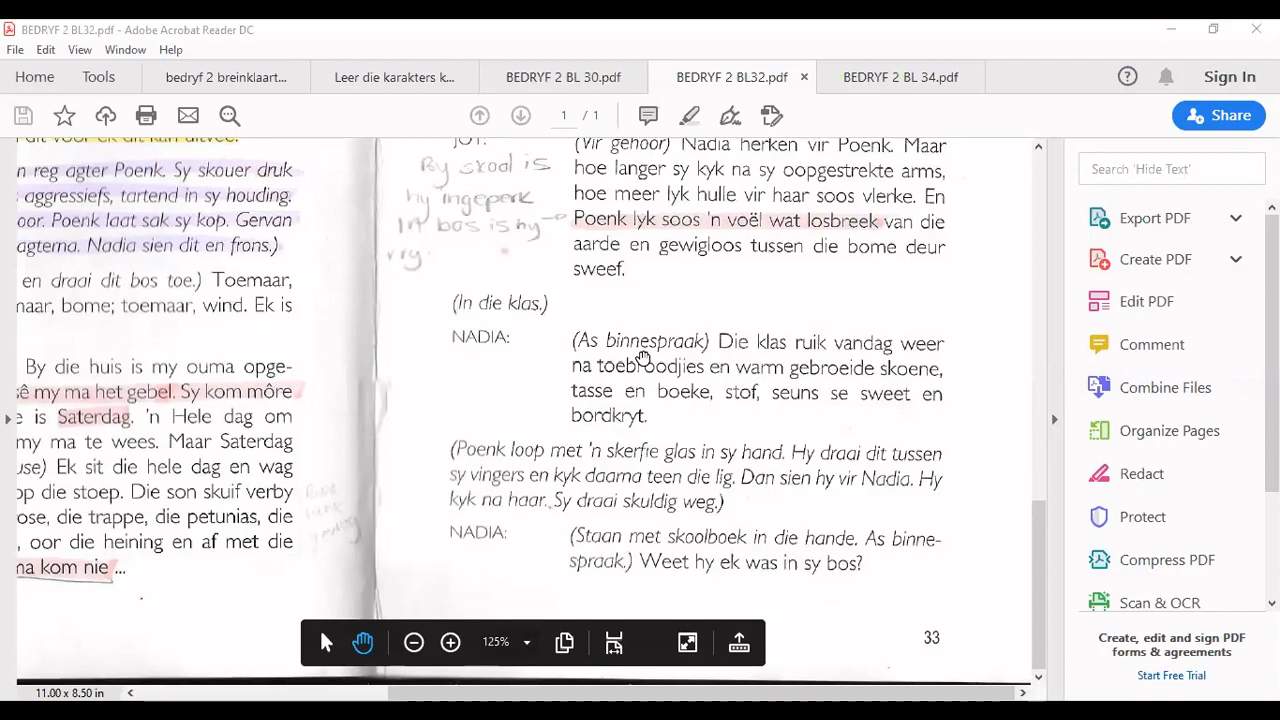 BEDRYF 2 BL32.pdf - Adobe Acrobat Reader DC
File Edit View Window Help
Home Tools bedryf 2 breinklaart... Leer die karakters k... BEDRYF 2 BL 30.pdf BEDRYF 2 BL32.pdf × BEDRYF 2 BL 34.pdf Sign In
1 / 1 Share
Search 'Hide Text'
Export PDF
Create PDF
Edit PDF
Comment
Combine Files
Organize Pages
Redact
Protect
Compress PDF
Scan & OCR
Create, edit and sign PDF
forms & agreements
Start Free Trial
n reg agter Poenk. Sy skouer druk
aggressiefs, tartend in sy houding.
oor. Poenk laat sak sy kop. Gervan
agterna. Nadia sien dit en frons.)
en draai dit bos toe.) Toemaar,
naar, bome; toemaar, wind. Ek is
By die huis is my ouma opge-
sê my ma het gebel. Sy kom môre
e is Saterdag. 'n Hele dag om
my ma te wees. Maar Saterdag
use) Ek sit die hele dag en wag
op die stoep. Die son skuif verby
ose, die trappe, die petunias, die
, oor die heining en af met die
ma kom nie ...
By skool is
hy ingeperk
In bos is hy
vry.
(Vir gehoor) Nadia herken vir Poenk. Maar
hoe langer sy kyk na sy oopgestrekte arms,
hoe meer lyk hulle vir haar soos vlerke. En
Poenk lyk soos 'n voël wat losbreek van die
aarde en gewigloos tussen die bome deur
sweef.
(In die klas.)
NADIA: (As binnespraak) Die klas ruik vandag weer
na toebroodjies en warm gebroeide skoene,
tasse en boeke, stof, seuns se sweet en
bordkryt.
(Poenk loop met 'n skerfie glas in sy hand. Hy draai dit tussen
sy vingers en kyk daarna teen die lig. Dan sien hy vir Nadia. Hy
kyk na haar. Sy draai skuldig weg.)
NADIA: (Staan met skoolboek in die hande. As binne-
spraak.) Weet hy ek was in sy bos?
33
125%
11.00 x 8.50 in